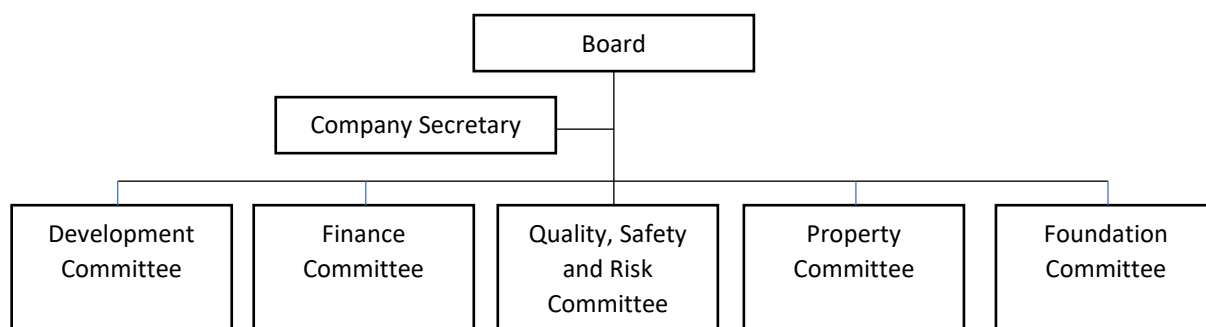 Board
Company Secretary
Development
Committee
Finance
Committee
Quality, Safety
and Risk
Committee
Property
Committee
Foundation
Committee